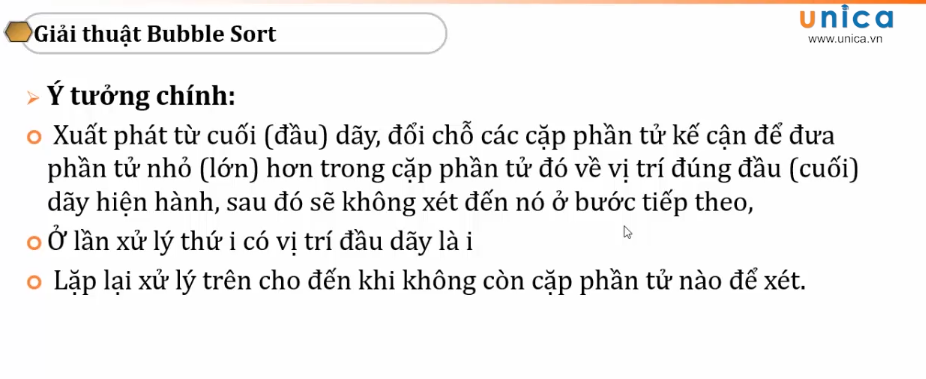 Giải thuật Bubble Sort
unica
www.unica.vn
Ý tưởng chính:
Xuất phát từ cuối (đầu) dãy, đổi chỗ các cặp phần tử kế cận để đưa
phần tử nhỏ (lớn) hơn trong cặp phần tử đó về vị trí đúng đầu (cuối)
dãy hiện hành, sau đó sẽ không xét đến nó ở bước tiếp theo,
Ở lần xử lý thứ i có vị trí đầu dãy là i
Lặp lại xử lý trên cho đến khi không còn cặp phần tử nào để xét.